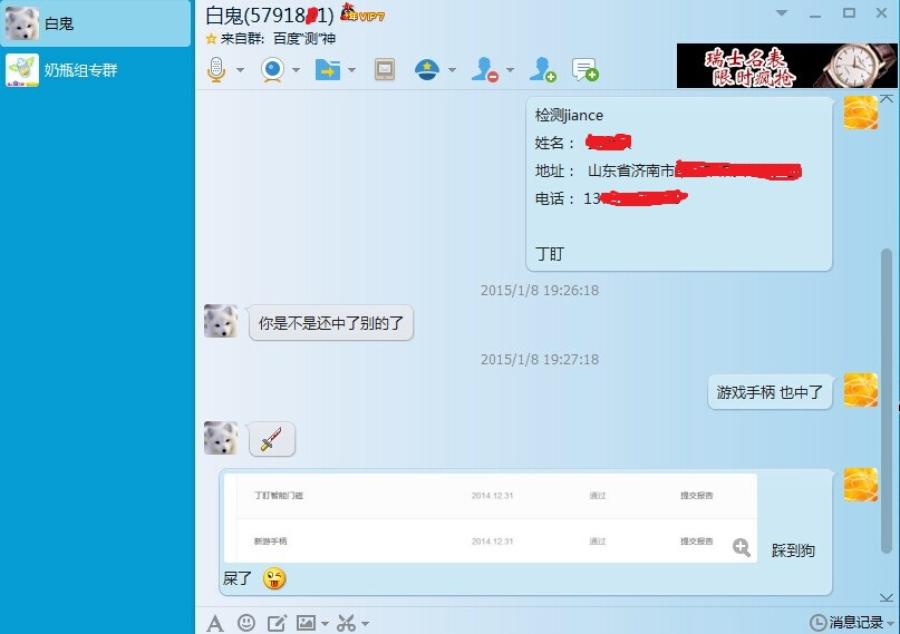 白鬼
奶瓶组专群
白鬼(57918 1) VIP7
来自群: 百度"测"神
瑞士名表
限时疯抢
检测jiance
姓名：
地址： 山东省济南市
电话： 13
丁盯
2015/1/8 19:26:18
你是不是还中了别的了
2015/1/8 19:27:18
游戏手柄 也中了
丁盯智能门磁 2014.12.31 通过 提交报告
新游手柄 2014.12.31 通过 提交报告
踩到狗
屎了
消息记录